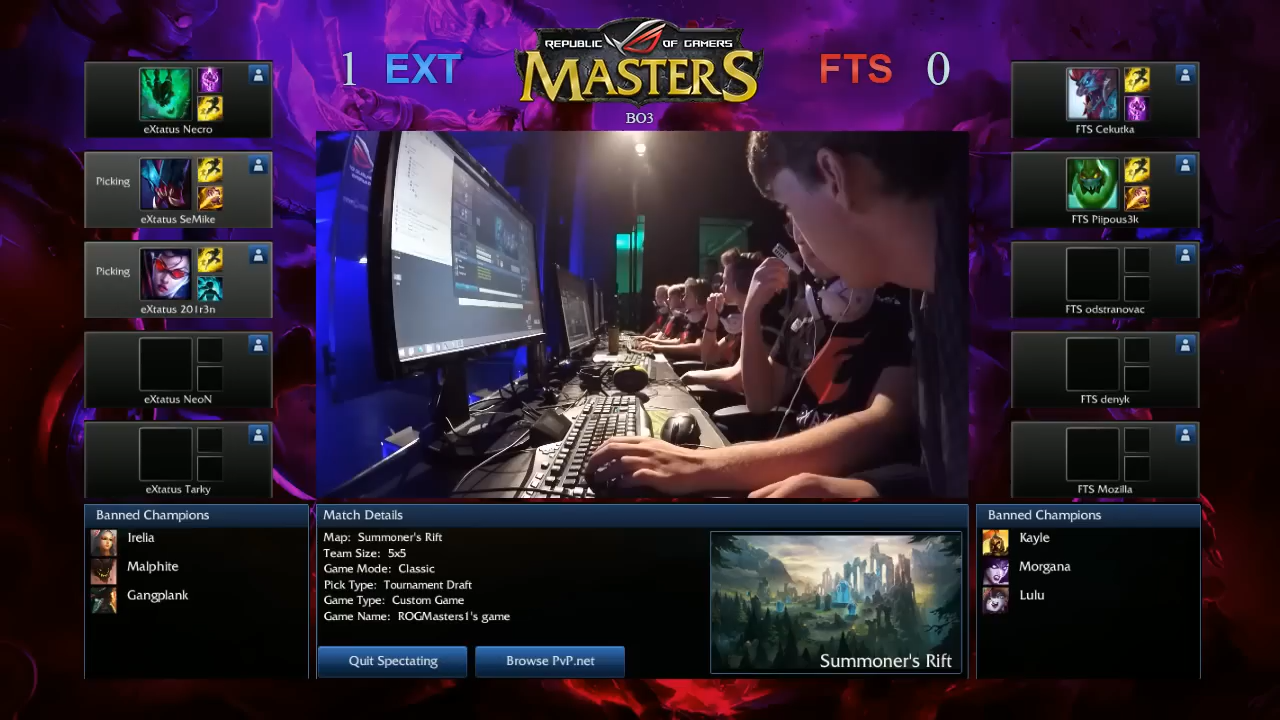 REPUBLIC OF GAMERS
MASTERS
1 EXT
FTS 0
BO3
eXtatus Necro
Picking
eXtatus SeMike
Picking
eXtatus 201r3n
eXtatus NeoN
eXtatus Tarky
FTS Cekutka
FTS Piipous3k
FTS odstranovac
FTS denyk
FTS Mozilla
Banned Champions
Irelia
Malphite
Gangplank
Match Details
Map: Summoner's Rift
Team Size: 5x5
Game Mode: Classic
Pick Type: Tournament Draft
Game Type: Custom Game
Game Name: ROGMasters1's game
Quit Spectating
Browse PvP.net
Summoner's Rift
Banned Champions
Kayle
Morgana
Lulu